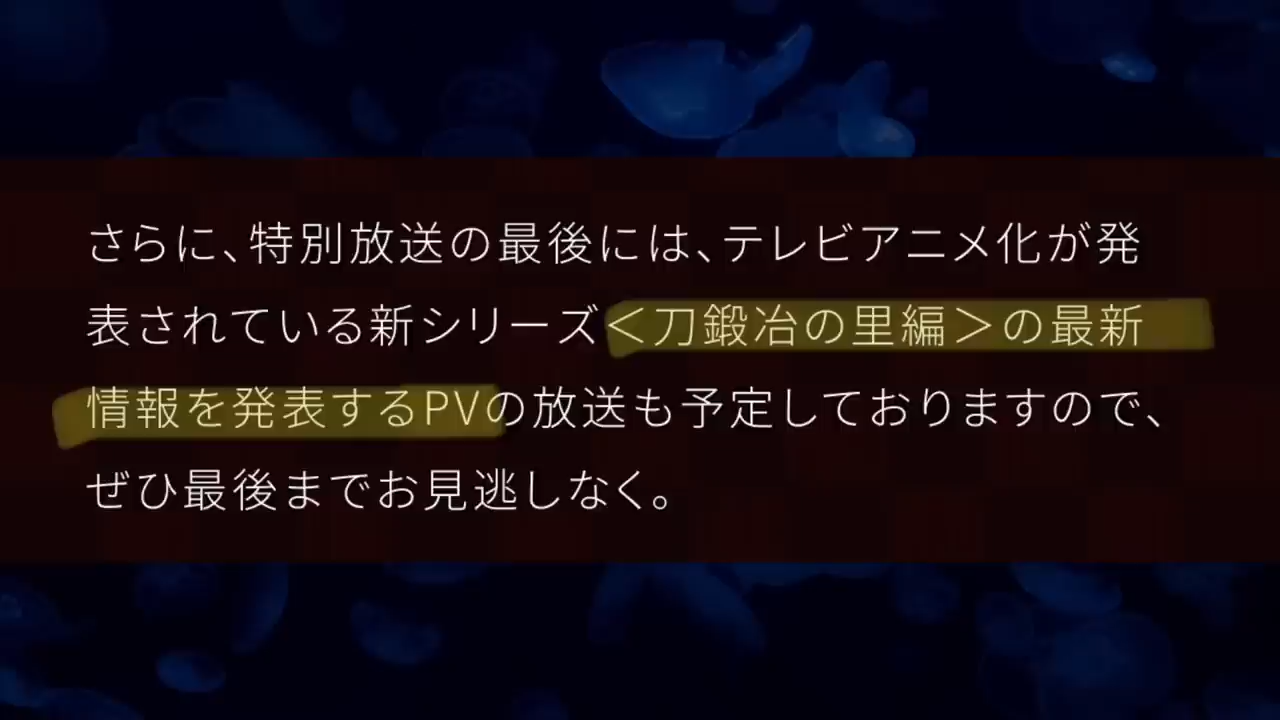 さらに、特別放送の最後には、テレビアニメ化が発
表されている新シリーズ＜刀鍛冶の里編＞の最新
情報を発表するPVの放送も予定しておりますので、
ぜひ最後までお見逃しなく。